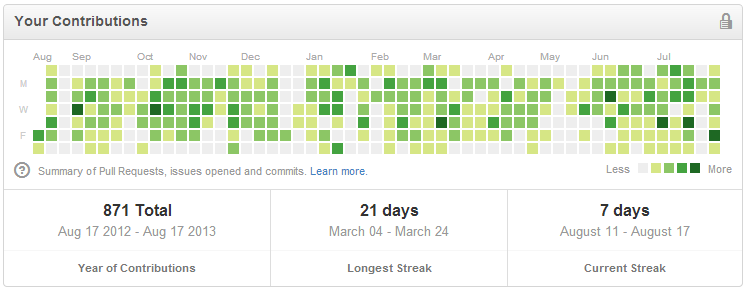 Your Contributions
Aug Sep Oct Nov Dec Jan Feb Mar Apr May Jun Jul
M
W
F
? Summary of Pull Requests, issues opened and commits. Learn more. Less More
871 Total 21 days 7 days
Aug 17 2012 - Aug 17 2013 March 04 - March 24 August 11 - August 17
Year of Contributions Longest Streak Current Streak